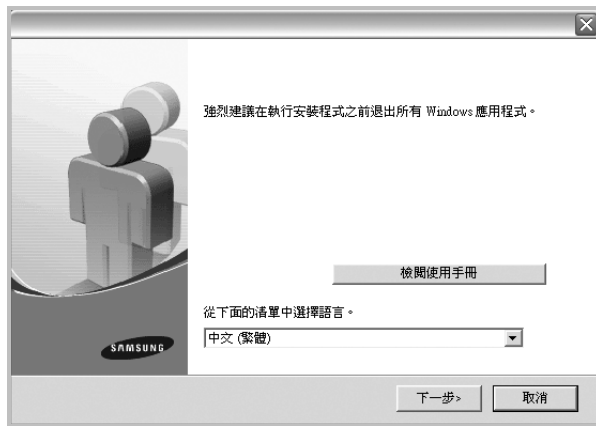 強烈建議在執行安裝程式之前退出所有 Windows 應用程式。
檢閱使用手冊
從下面的清單中選擇語言。
中文 (繁體)
SAMSUNG
下一步>
取消